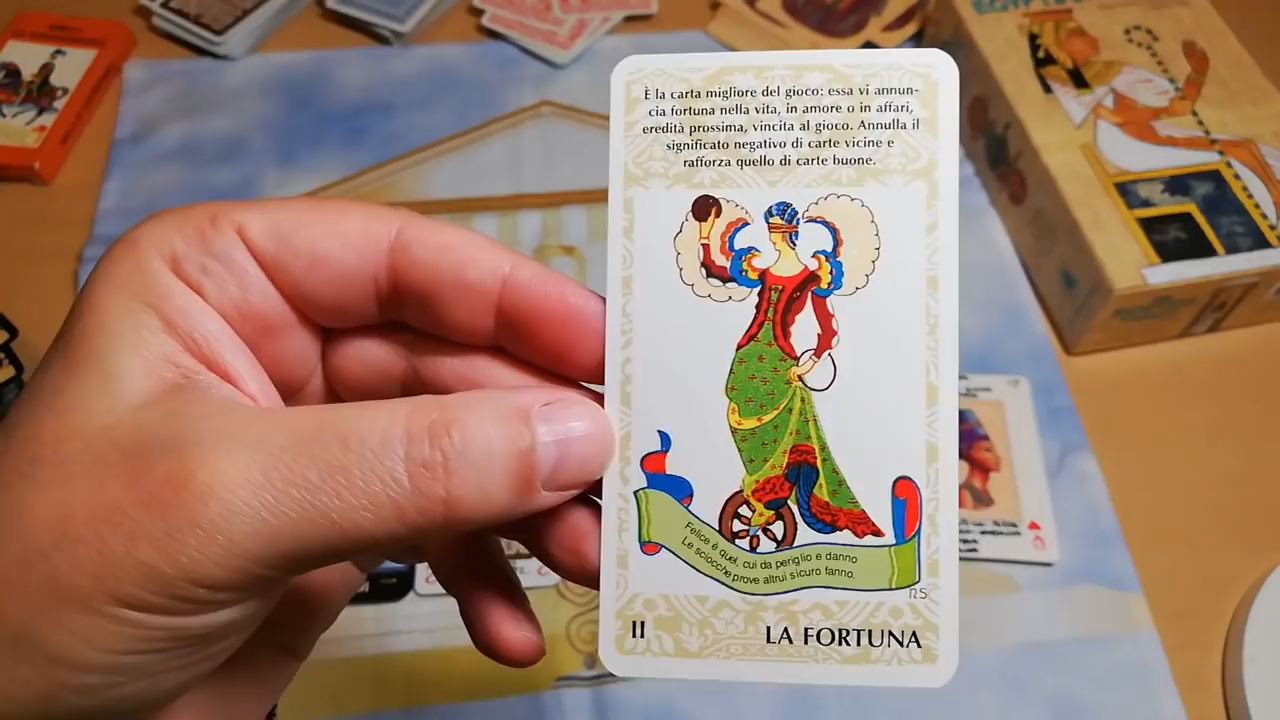 È la carta migliore del gioco: essa vi annun-
cia fortuna nella vita, in amore o in affari,
eredità prossima, vincita al gioco. Annulla il
significato negativo di carte vicine e
rafforza quello di carte buone.
Felice è quel, cui da periglio e danno
Le sciocche prove altrui sicuro fanno.
RS
II
LA FORTUNA